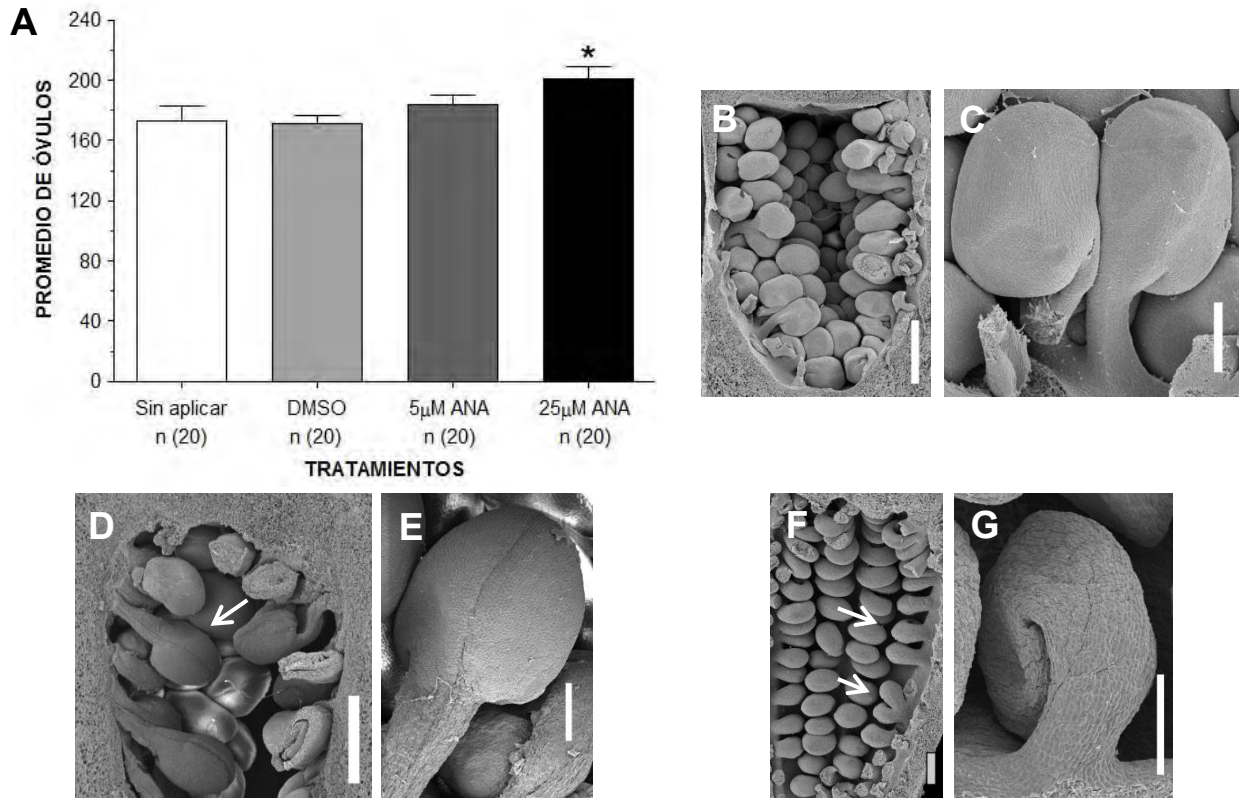 A
PROMEDIO DE ÓVULOS
240
200
160
120
80
40
0
*
Sin aplicar
n (20)
DMSO
n (20)
5µM ANA
n (20)
25µM ANA
n (20)
TRATAMIENTOS
B
C
D
E
F
G